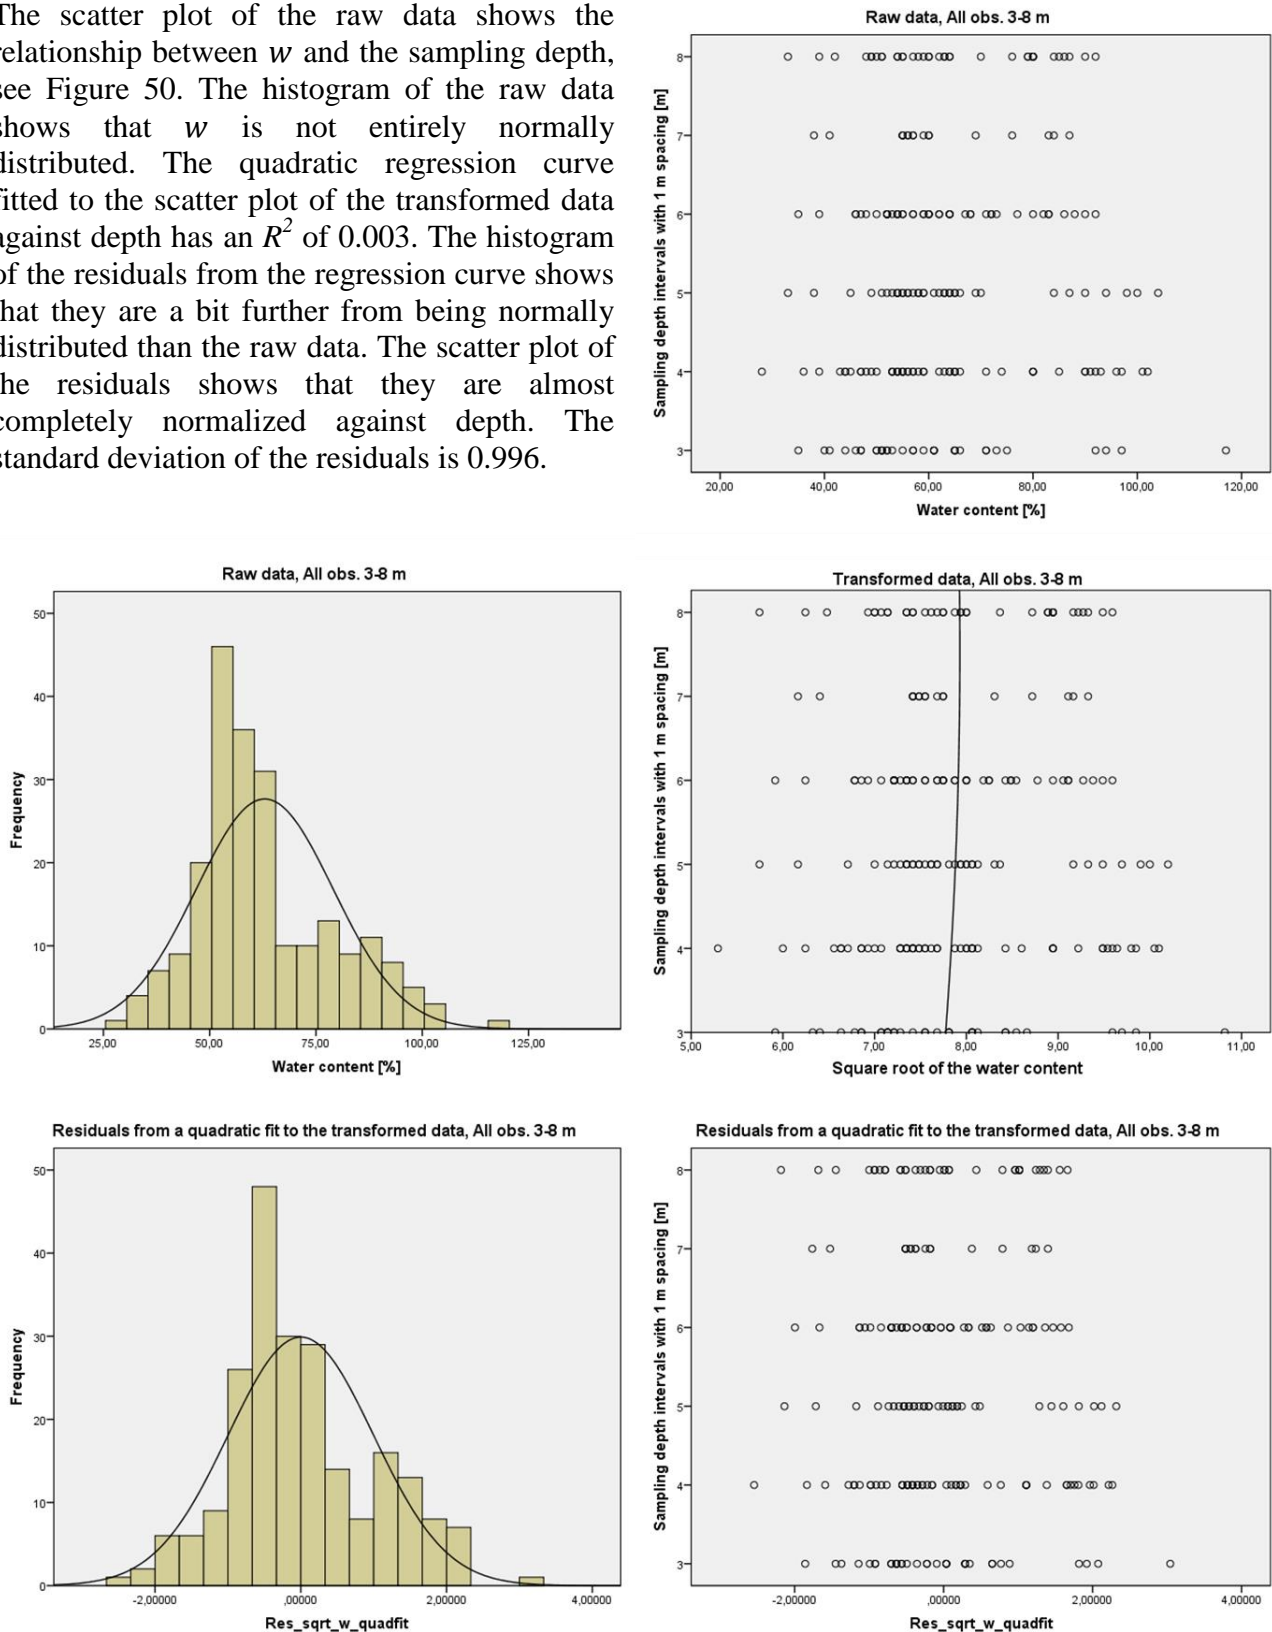 The scatter plot of the raw data shows the
relationship between w and the sampling depth,
see Figure 50. The histogram of the raw data
shows that w is not entirely normally
distributed. The quadratic regression curve
fitted to the scatter plot of the transformed data
against depth has an R² of 0.003. The histogram
of the residuals from the regression curve shows
that they are a bit further from being normally
distributed than the raw data. The scatter plot of
the residuals shows that they are almost
completely normalized against depth. The
standard deviation of the residuals is 0.996.
Raw data, All obs. 3-8 m
Sampling depth intervals with 1 m spacing [m]
8
7
6
5
4
3
20,00 40,00 60,00 80,00 100,00 120,00
Water content [%]
Raw data, All obs. 3-8 m
Frequency
50
40
30
20
10
0
25,00 50,00 75,00 100,00 125,00
Water content [%]
Transformed data, All obs. 3-8 m
Sampling depth intervals with 1 m spacing [m]
8
7
6
5
4
3
5,00 6,00 7,00 8,00 9,00 10,00 11,00
Square root of the water content
Residuals from a quadratic fit to the transformed data, All obs. 3-8 m
Frequency
50
40
30
20
10
0
-2,00000 ,00000 2,00000 4,00000
Res_sqrt_w_quadfit
Residuals from a quadratic fit to the transformed data, All obs. 3-8 m
Sampling depth intervals with 1 m spacing [m]
8
7
6
5
4
3
-2,00000 ,00000 2,00000 4,00000
Res_sqrt_w_quadfit